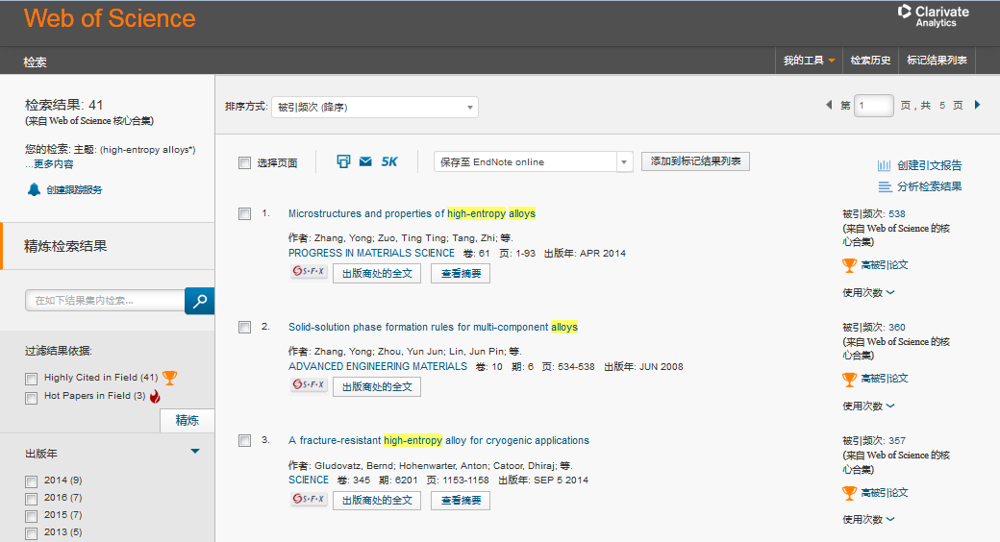 Web of Science
Clarivate
Analytics
检索
我的工具 检索历史 标记结果列表
检索结果: 41
(来自 Web of Science 核心合集)
您的检索: 主题: (high-entropy alloys*)
...更多内容
创建跟踪服务
精炼检索结果
在如下结果集内检索...
过滤结果依据:
Highly Cited in Field (41)
Hot Papers in Field (3)
精炼
出版年
2014 (9)
2016 (7)
2015 (7)
2013 (5)
排序方式: 被引频次 (降序)
第 1 页，共 5 页
选择页面
5K
保存至 EndNote online
添加到标记结果列表
创建引文报告
分析检索结果
1. Microstructures and properties of high-entropy alloys
作者: Zhang, Yong; Zuo, Ting Ting; Tang, Zhi; 等.
PROGRESS IN MATERIALS SCIENCE 卷: 61 页: 1-93 出版年: APR 2014
S·F·X 出版商处的全文 查看摘要
被引频次: 538
(来自 Web of Science 的核
心合集)
高被引论文
使用次数
2. Solid-solution phase formation rules for multi-component alloys
作者: Zhang, Yong; Zhou, Yun Jun; Lin, Jun Pin; 等.
ADVANCED ENGINEERING MATERIALS 卷: 10 期: 6 页: 534-538 出版年: JUN 2008
S·F·X 出版商处的全文
被引频次: 360
(来自 Web of Science 的核
心合集)
高被引论文
使用次数
3. A fracture-resistant high-entropy alloy for cryogenic applications
作者: Gludovatz, Bernd; Hohenwarter, Anton; Catoor, Dhiraj; 等.
SCIENCE 卷: 345 期: 6201 页: 1153-1158 出版年: SEP 5 2014
S·F·X 出版商处的全文 查看摘要
被引频次: 357
(来自 Web of Science 的核
心合集)
高被引论文
使用次数